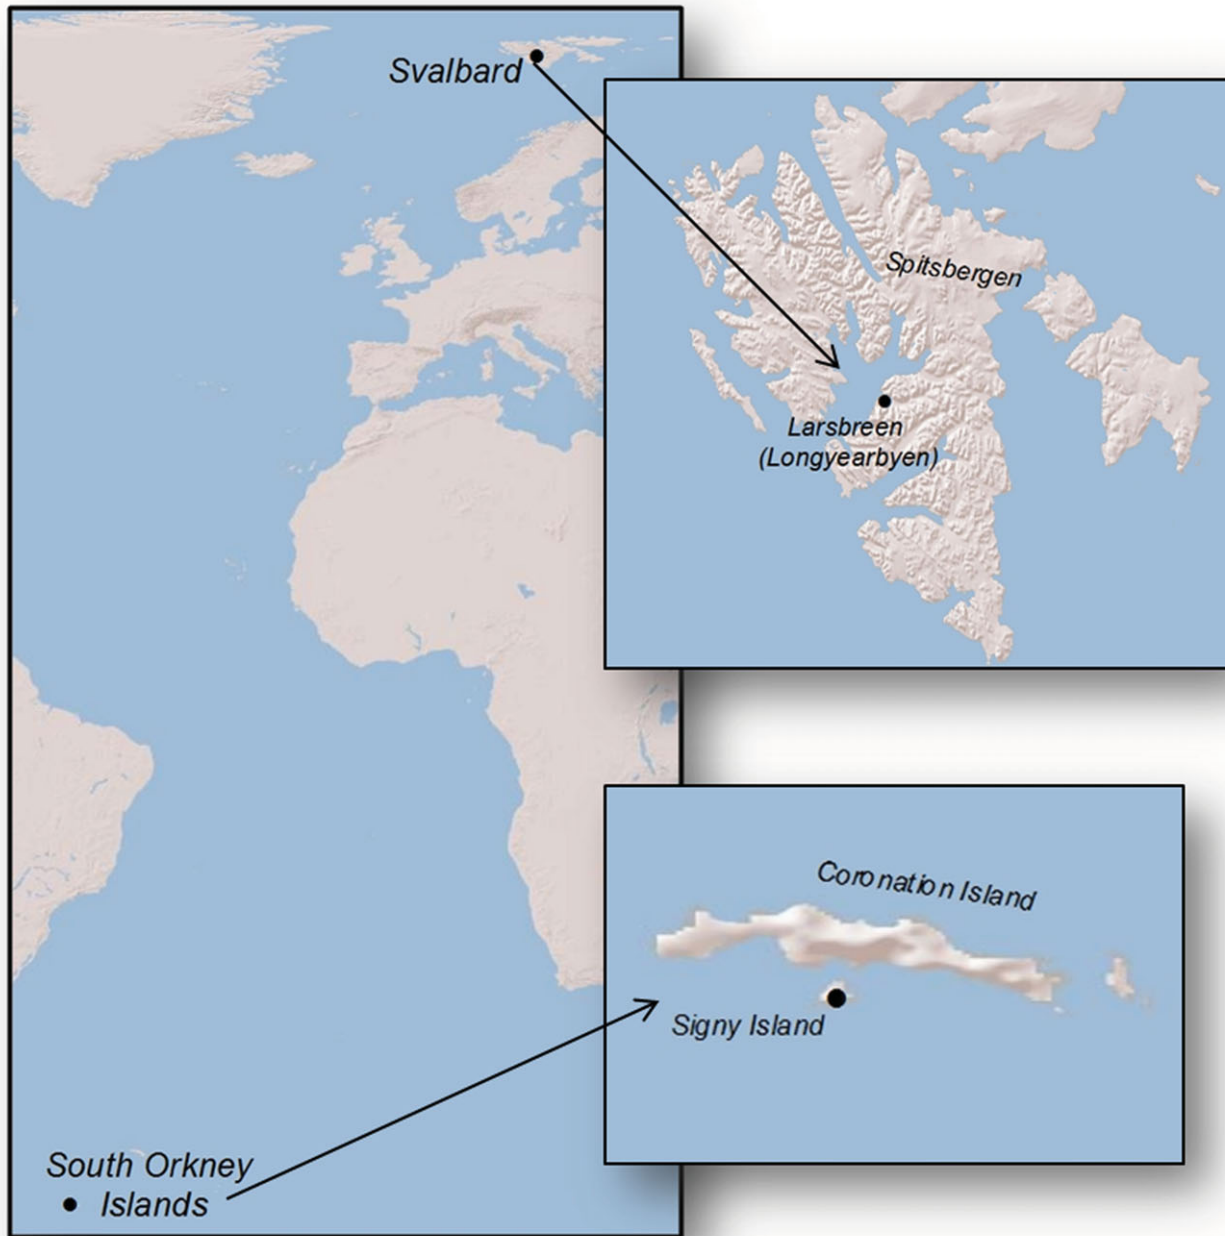 Svalbard
Spitsbergen
Larsbreen
(Longyearbyen)
Coronation Island
Signy Island
South Orkney
Islands